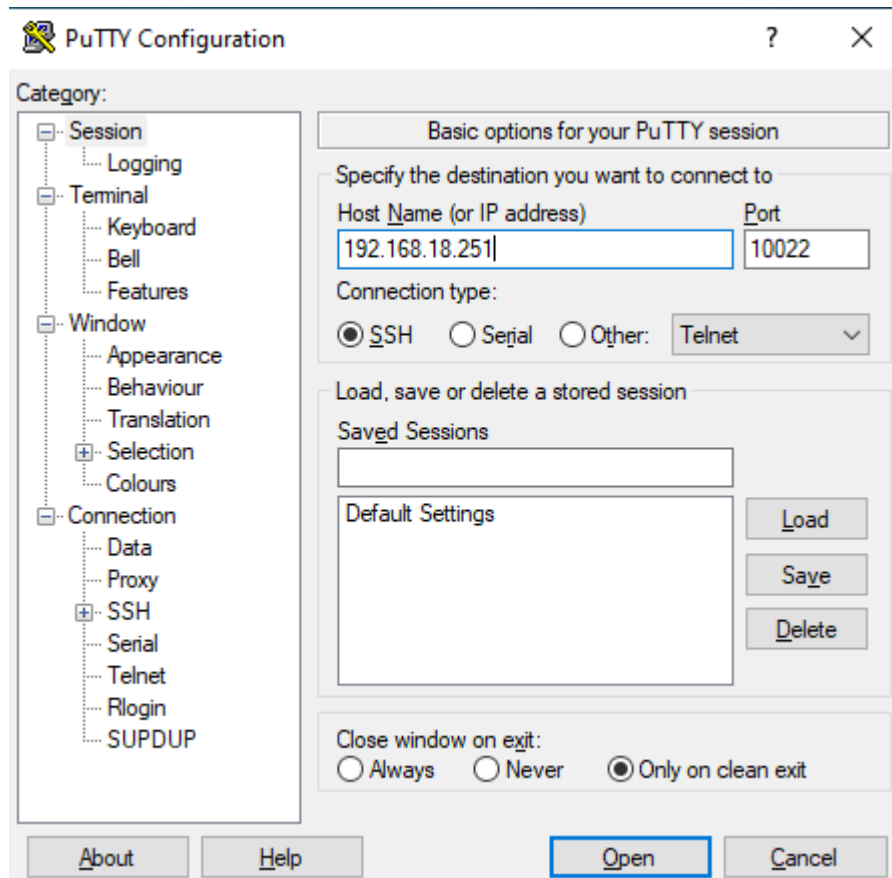 PuTTY Configuration ? ×
Category:
Session
Logging
Terminal
Keyboard
Bell
Features
Window
Appearance
Behaviour
Translation
Selection
Colours
Connection
Data
Proxy
SSH
Serial
Telnet
Rlogin
SUPDUP
Basic options for your PuTTY session
Specify the destination you want to connect to
Host Name (or IP address) Port
192.168.18.251 10022
Connection type:
SSH Serial Other: Telnet
Load, save or delete a stored session
Saved Sessions
Default Settings
Load
Save
Delete
Close window on exit:
Always Never Only on clean exit
About Help Open Cancel